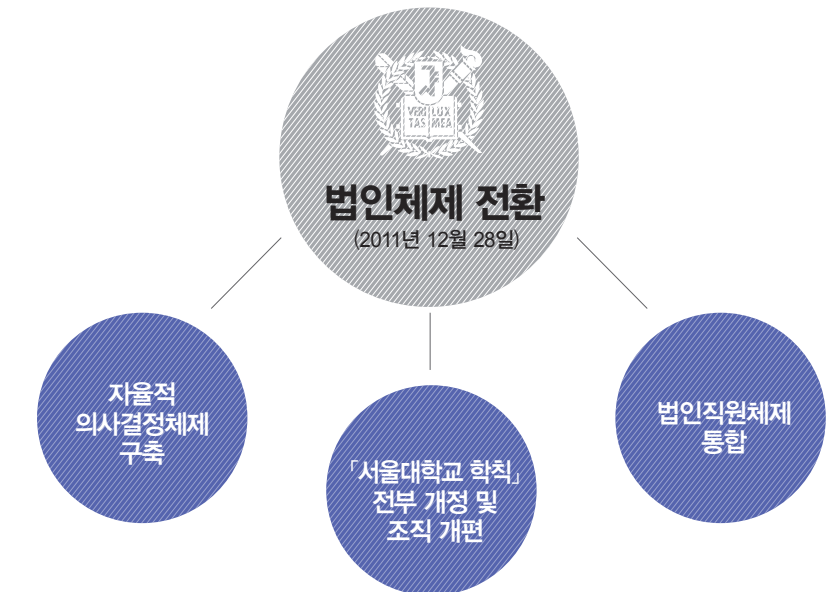 VERI LUX
TAS MEA
법인체제 전환
(2011년 12월 28일)
자율적
의사결정체제
구축
「서울대학교 학칙」
전부 개정 및
조직 개편
법인직원체제
통합